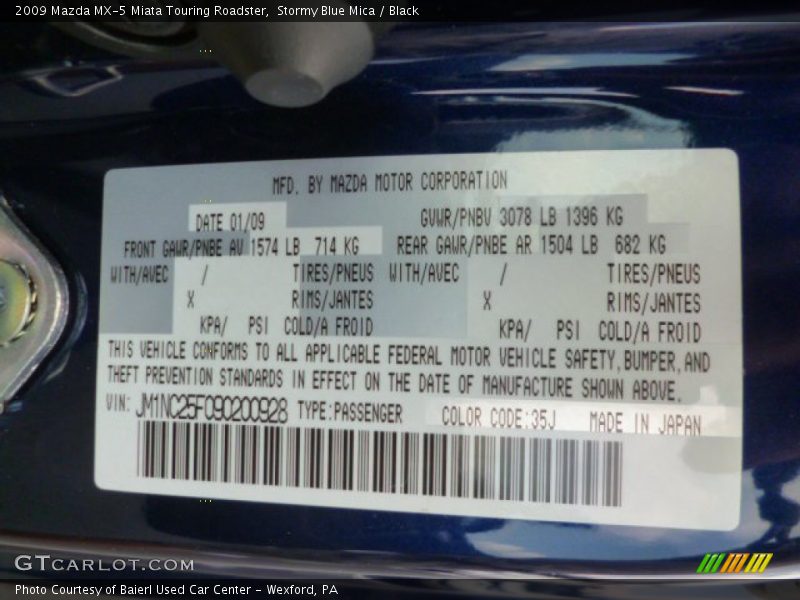 2009 Mazda MX-5 Miata Touring Roadster,  Stormy Blue Mica / Black
MFD. BY MAZDA MOTOR CORPORATION
DATE 01/09 GVWR/PNBV 3078 LB 1396 KG
FRONT GAWR/PNBE AV 1574 LB 714 KG REAR GAWR/PNBE AR 1504 LB 682 KG
WITH/AVEC / TIRES/PNEUS WITH/AVEC / TIRES/PNEUS
X RIMS/JANTES X RIMS/JANTES
KPA/ PSI COLD/A FROID KPA/ PSI COLD/A FROID
THIS VEHICLE CONFORMS TO ALL APPLICABLE FEDERAL MOTOR VEHICLE SAFETY, BUMPER, AND
THEFT PREVENTION STANDARDS IN EFFECT ON THE DATE OF MANUFACTURE SHOWN ABOVE.
VIN: JM1NC25F090200928 TYPE:PASSENGER COLOR CODE:35J MADE IN JAPAN
GTCARLOT.COM
Photo Courtesy of Baierl Used Car Center - Wexford, PA